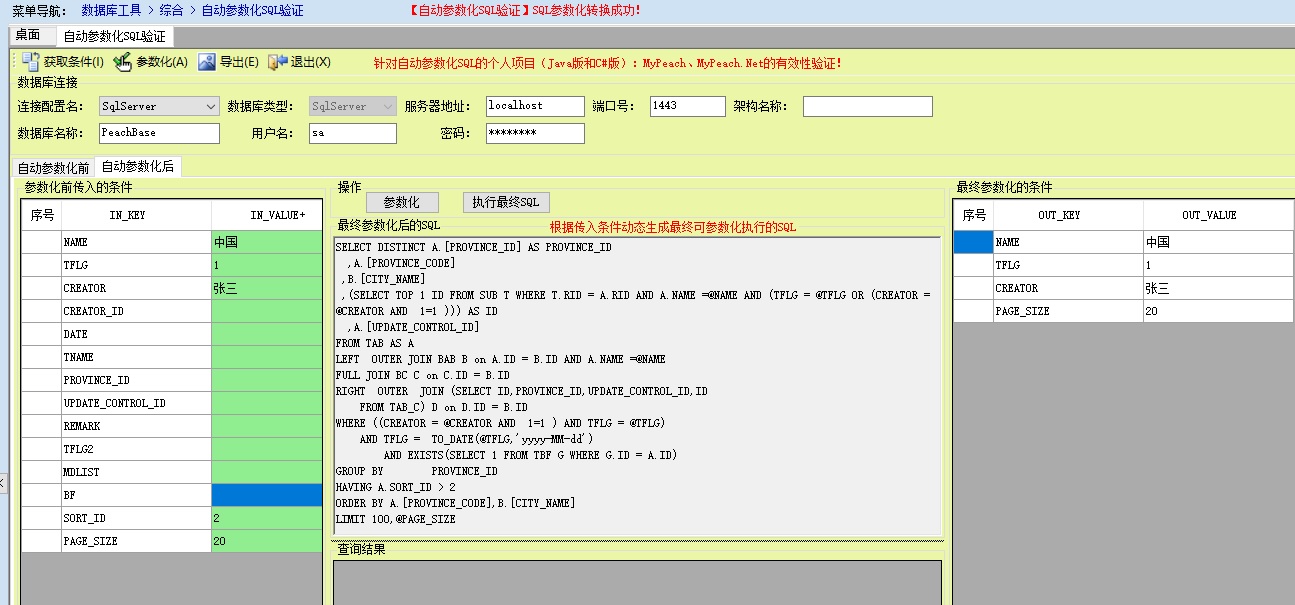 菜单导航： 数据库工具 > 综合 > 自动参数化SQL验证 【自动参数化SQL验证】SQL参数化转换成功！
桌面 自动参数化SQL验证
获取条件(I) 参数化(A) 导出(E) 退出(X) 针对自动参数化SQL的个人项目（Java版和C#版）：MyPeach、MyPeach.Net的有效性验证！
数据库连接
连接配置名： SqlServer 数据库类型： SqlServer 服务器地址： localhost 端口号： 1443 架构名称：
数据库名称： PeachBase 用户名： sa 密码： ********
自动参数化前 自动参数化后
参数化前传入的条件
序号 IN_KEY IN_VALUE+
NAME 中国
TFLG 1
CREATOR 张三
CREATOR_ID
DATE
TNAME
PROVINCE_ID
UPDATE_CONTROL_ID
REMARK
TFLG2
MDLIST
BF
SORT_ID 2
PAGE_SIZE 20
操作
参数化 执行最终SQL
最终参数化后的SQL 根据传入条件动态生成最终可参数化执行的SQL
SELECT DISTINCT A.[PROVINCE_ID] AS PROVINCE_ID
,A.[PROVINCE_CODE]
,B.[CITY_NAME]
,(SELECT TOP 1 ID FROM SUB T WHERE T.RID = A.RID AND A.NAME =@NAME AND (TFLG = @TFLG OR (CREATOR =
@CREATOR AND  1=1 ))) AS ID
,A.[UPDATE_CONTROL_ID]
FROM TAB AS A
LEFT  OUTER JOIN BAB B on A.ID = B.ID AND A.NAME =@NAME
FULL JOIN BC C on C.ID = B.ID
RIGHT  OUTER  JOIN (SELECT ID,PROVINCE_ID,UPDATE_CONTROL_ID,ID
FROM TAB_C) D on D.ID = B.ID
WHERE ((CREATOR = @CREATOR AND  1=1 ) AND TFLG = @TFLG)
AND TFLG =  TO_DATE(@TFLG,'yyyy-MM-dd')
AND EXISTS(SELECT 1 FROM TBF G WHERE G.ID = A.ID)
GROUP BY        PROVINCE_ID
HAVING A.SORT_ID > 2
ORDER BY A.[PROVINCE_CODE],B.[CITY_NAME]
LIMIT 100,@PAGE_SIZE
查询结果
最终参数化的条件
序号 OUT_KEY OUT_VALUE
NAME 中国
TFLG 1
CREATOR 张三
PAGE_SIZE 20